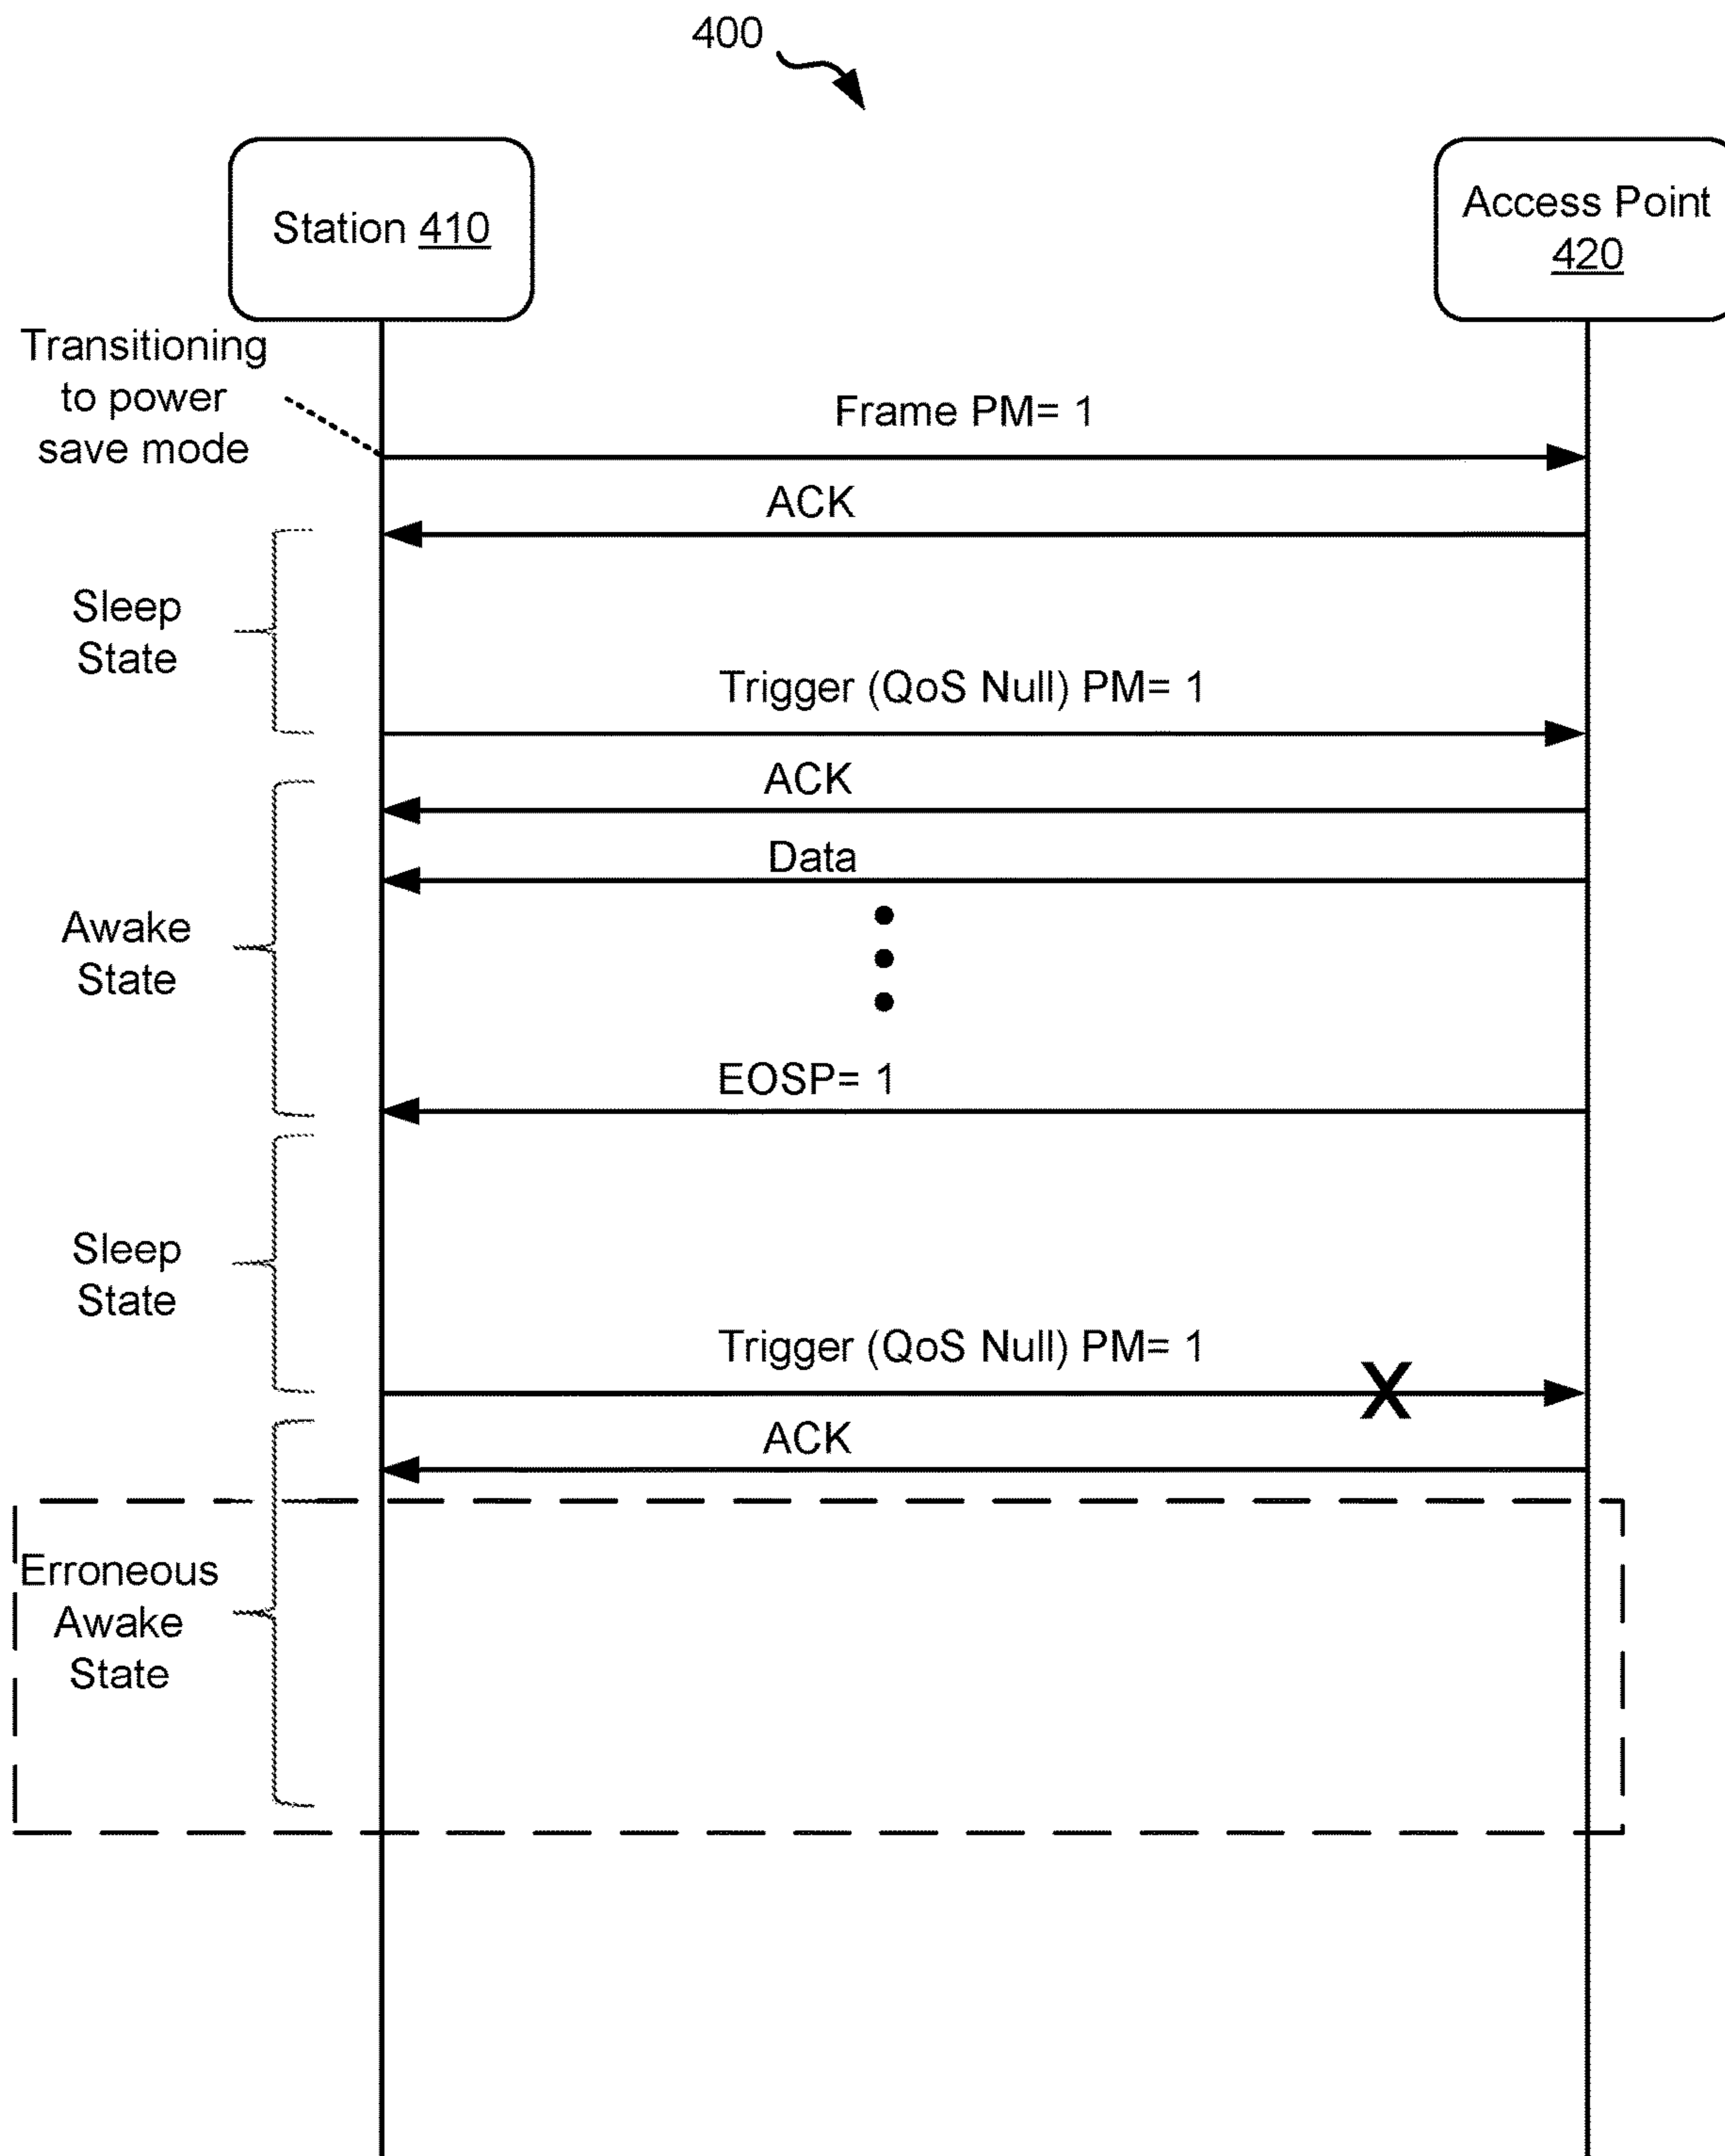 400
Station 410
Access Point
420
Transitioning
to power
save mode
Frame PM= 1
ACK
Sleep
State
Trigger (QoS Null) PM= 1
ACK
Data
Awake
State
EOSP= 1
Sleep
State
Trigger (QoS Null) PM= 1
X
ACK
Erroneous
Awake
State